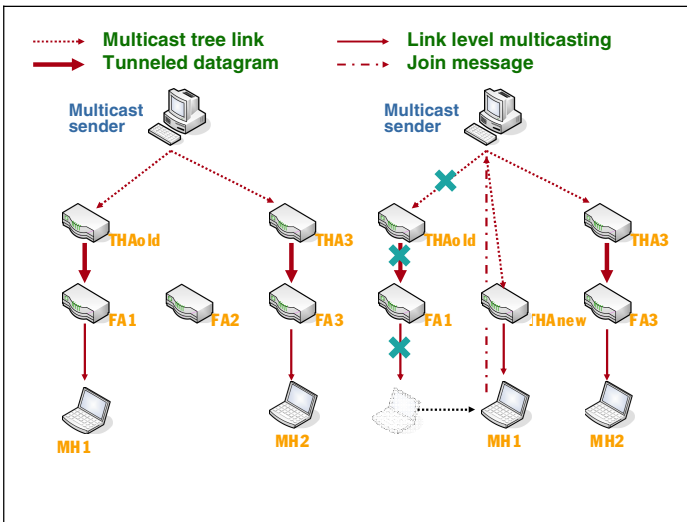 Multicast tree link
Tunneled datagram
Link level multicasting
Join message
Multicast
sender
Multicast
sender
THAold
THA3
THAold
THA3
FA1
FA2
FA3
FA1
THAnew
FA3
MH1
MH2
MH1
MH2